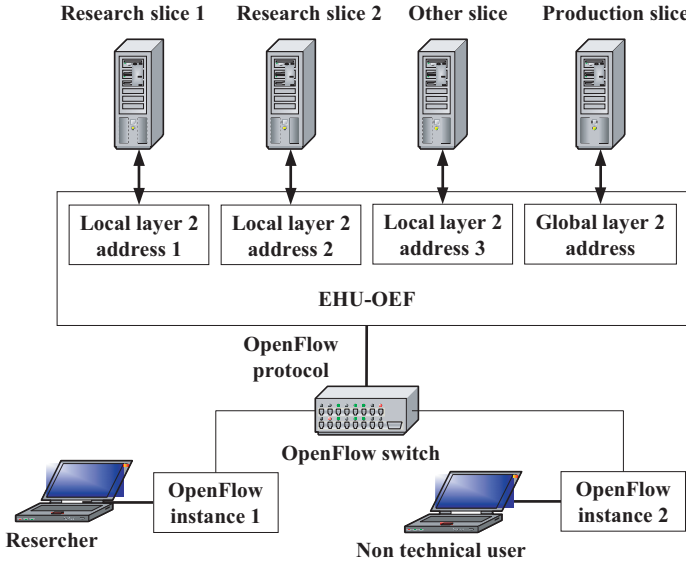 Research slice 1
Research slice 2
Other slice
Production slice
Local layer 2
address 1
Local layer 2
address 2
Local layer 2
address 3
Global layer 2
address
EHU-OEF
OpenFlow
protocol
OpenFlow switch
OpenFlow
instance 1
OpenFlow
instance 2
Resercher
Non technical user